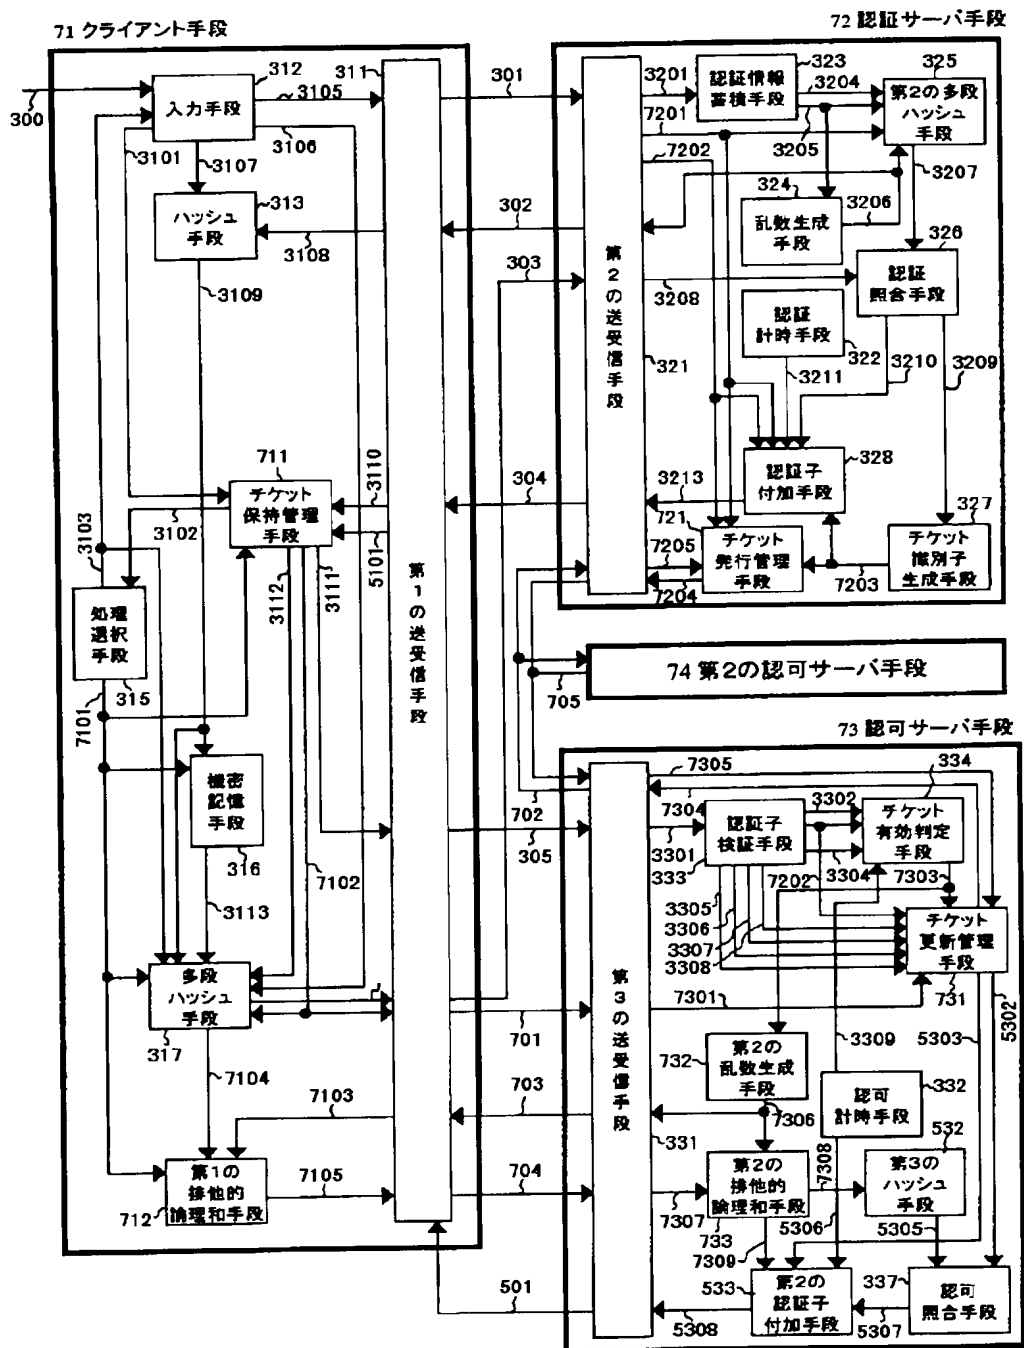 71 クライアント手段
72 認証サーバ手段
300
312
入力手段
3105
3106
3101
3107
311
301
323
認証情報
蓄積手段
3201
7201
7202
3204
3205
325
第2の多段
ハッシュ
手段
3207
313
ハッシュ
手段
3108
3109
302
303
324
乱数生成
手段
3206
326
認証
照合手段
3208
認証
計時手段
322
3211
3210
3209
第2の送受信手段
321
711
チケット
保持管理
手段
3110
5101
3111
3112
3102
3103
304
3213
認証子
付加手段
328
721
チケット
発行管理
手段
7205
7204
7203
327
チケット
識別子
生成手段
第1の送受信手段
処理
選択
手段
315
7101
74 第2の認可サーバ手段
705
73 認可サーバ手段
機密
記憶
手段
316
3113
7102
702
305
7305
7304
334
3301
認証子
検証手段
333
3302
3304
7202
チケット
有効判定
手段
7303
3305
3306
3307
3308
チケット
更新管理
手段
731
7301
5302
5303
多段
ハッシュ
手段
317
7104
701
703
7103
第3の送受信手段
331
732
第2の
乱数生成
手段
7306
3309
認可
計時手段
332
第1の
排他的
論理和手段
712
7105
704
7307
第2の
排他的
論理和手段
733
7308
7309
5306
532
第3の
ハッシュ
手段
5305
501
533
第2の
認証子
付加手段
5308
5307
337
認可
照合手段